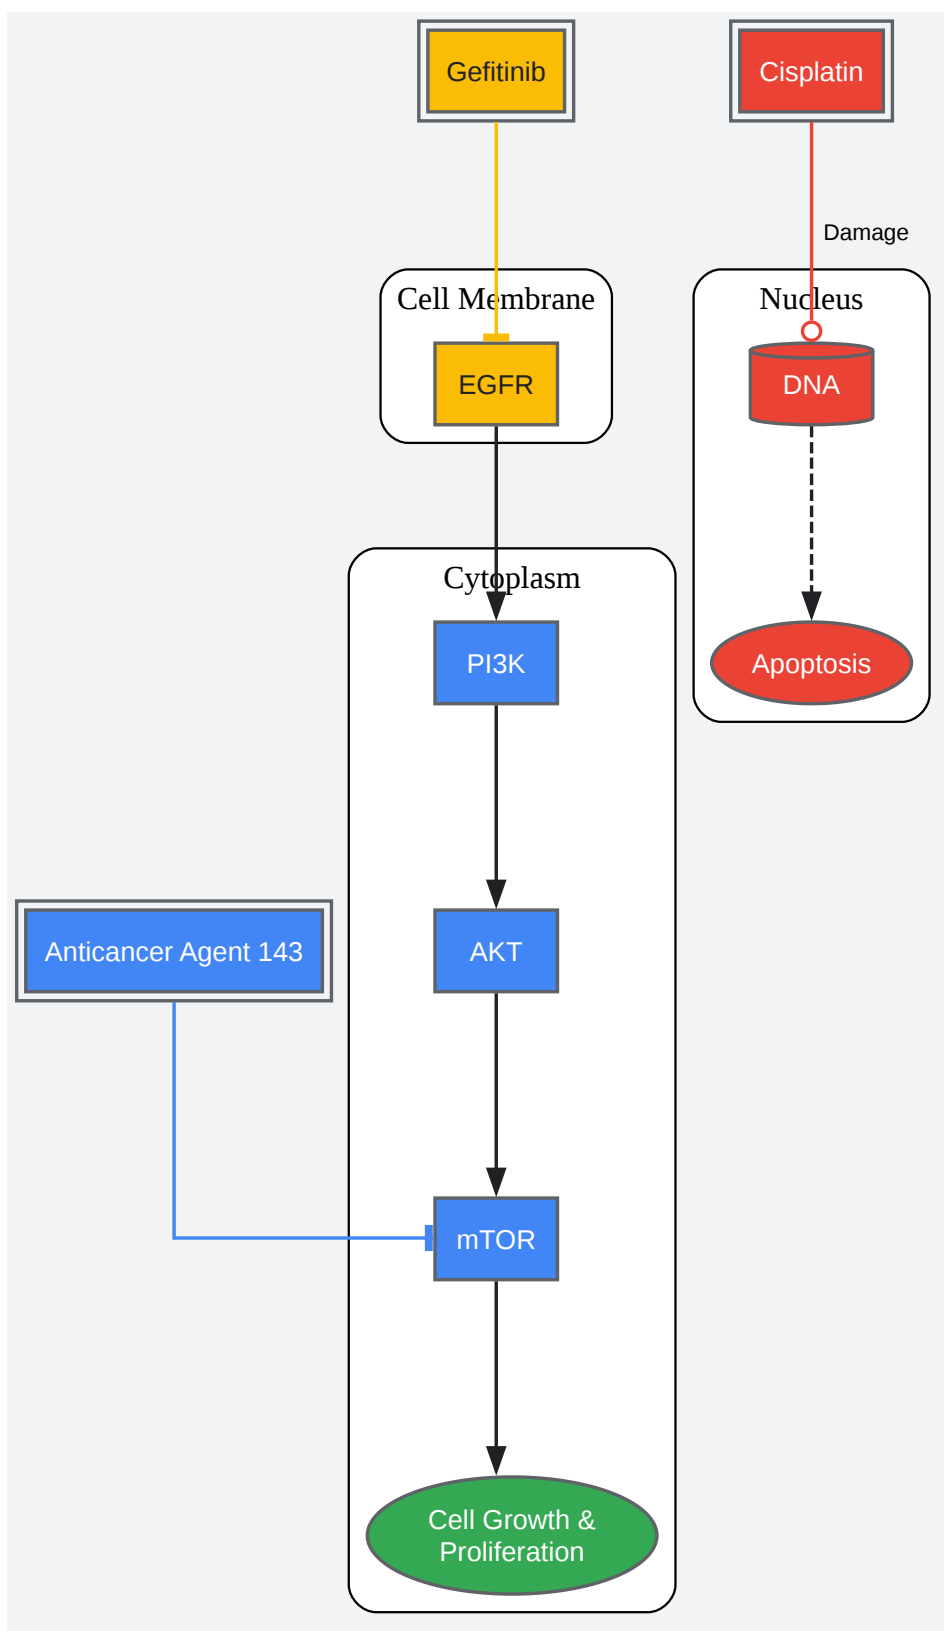 Gefitinib
Cisplatin
Damage
Cell Membrane
Nucleus
EGFR
DNA
Cytoplasm
PI3K
Apoptosis
Anticancer Agent 143
AKT
mTOR
Cell Growth &
Proliferation